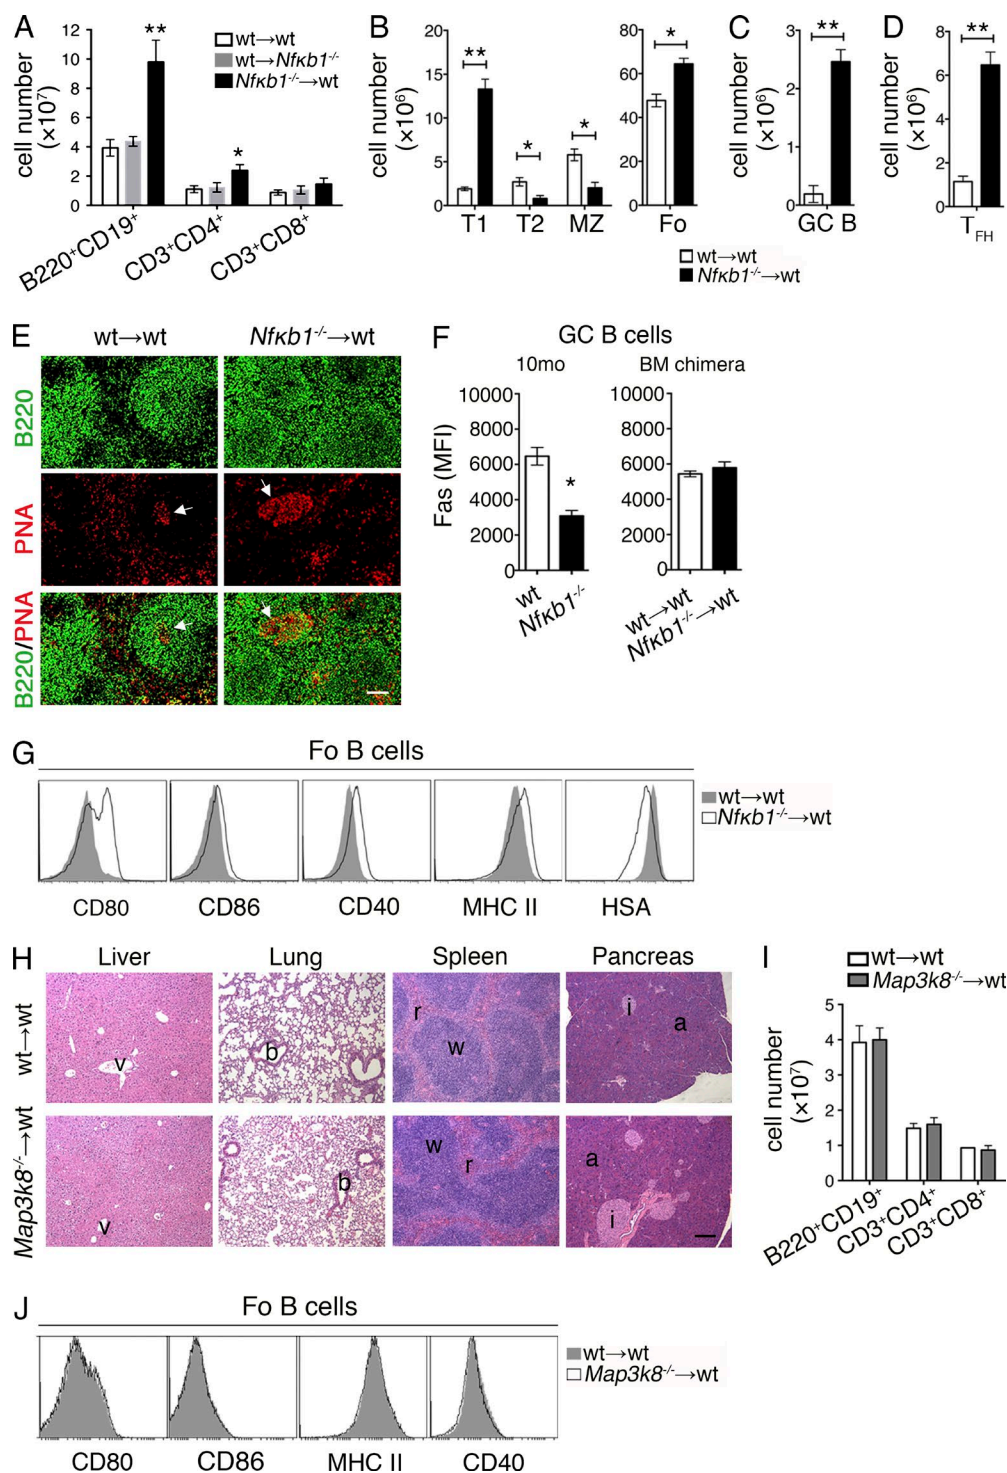 A
cell number
(×10⁷)
12
10
8
6
4
2
0
**
*
wt→wt
wt→Nfκb1⁻/⁻
Nfκb1⁻/⁻→wt
B220⁺CD19⁺
CD3⁺CD4⁺
CD3⁺CD8⁺
B
cell number
(×10⁶)
20
15
10
5
0
**
*
*
T1 T2 MZ
80
60
40
20
0
*
Fo
C
cell number
(×10⁶)
3
2
1
0
**
GC B
D
cell number
(×10⁶)
8
6
4
2
0
**
T_FH
wt→wt
Nfκb1⁻/⁻→wt
E
wt→wt Nfκb1⁻/⁻→wt
B220
PNA
B220/PNA
F
GC B cells
10mo BM chimera
Fas (MFI)
10000
8000
6000
4000
2000
0
*
wt
Nfκb1⁻/⁻
10000
8000
6000
4000
2000
0
wt→wt
Nfκb1⁻/⁻→wt
G
Fo B cells
wt→wt
Nfκb1⁻/⁻→wt
CD80 CD86 CD40 MHC II HSA
H
Liver Lung Spleen Pancreas
wt→wt
v b r w i a
Map3k8⁻/⁻→wt
v b w r a i
I
wt→wt
Map3k8⁻/⁻→wt
cell number
(×10⁷)
5
4
3
2
1
0
B220⁺CD19⁺
CD3⁺CD4⁺
CD3⁺CD8⁺
J
Fo B cells
wt→wt
Map3k8⁻/⁻→wt
CD80 CD86 MHC II CD40